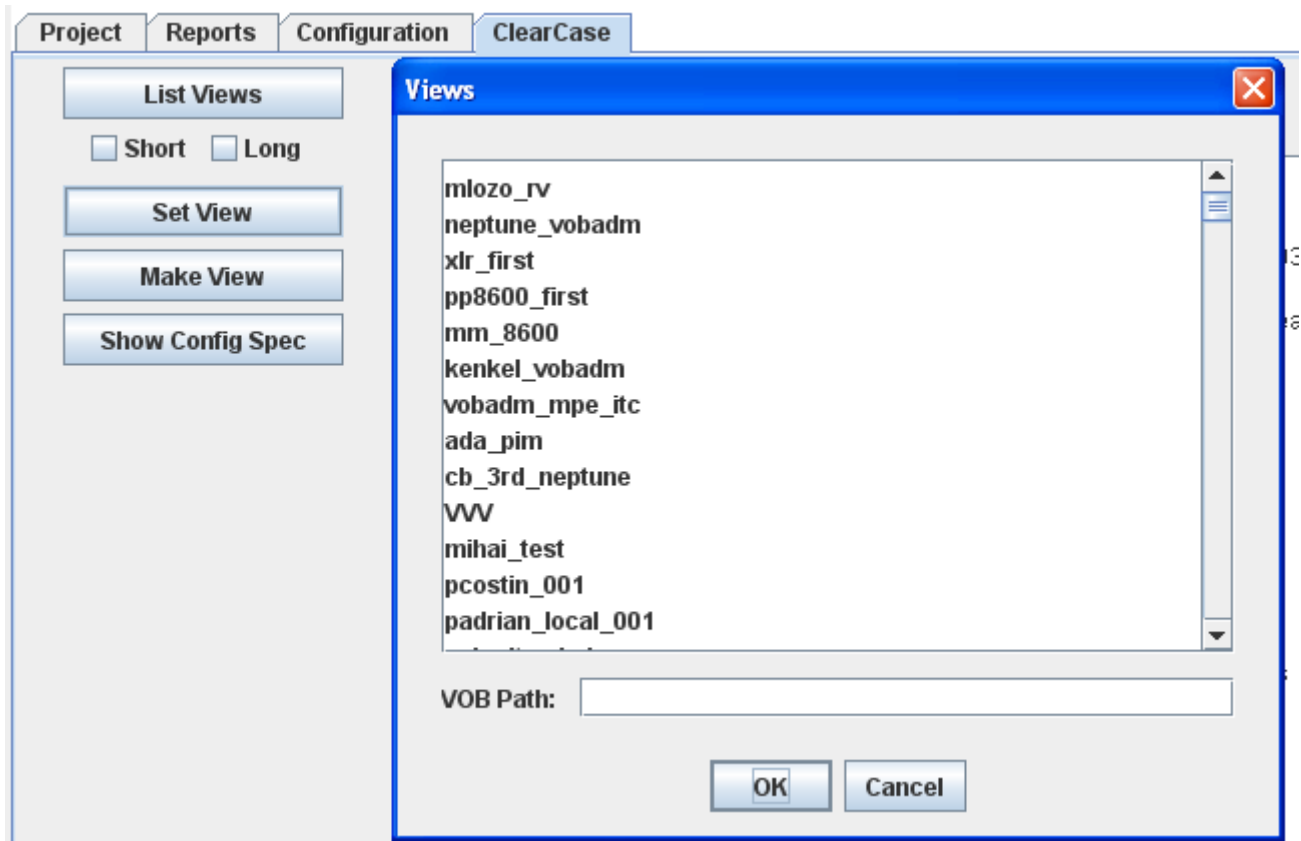 Project Reports Configuration ClearCase
List Views
Short Long
Set View
Make View
Show Config Spec
Views
mlozo_rv
neptune_vobadm
xlr_first
pp8600_first
mm_8600
kenkel_vobadm
vobadm_mpe_itc
ada_pim
cb_3rd_neptune
VVV
mihai_test
pcostin_001
padrian_local_001
VOB Path:
OK Cancel